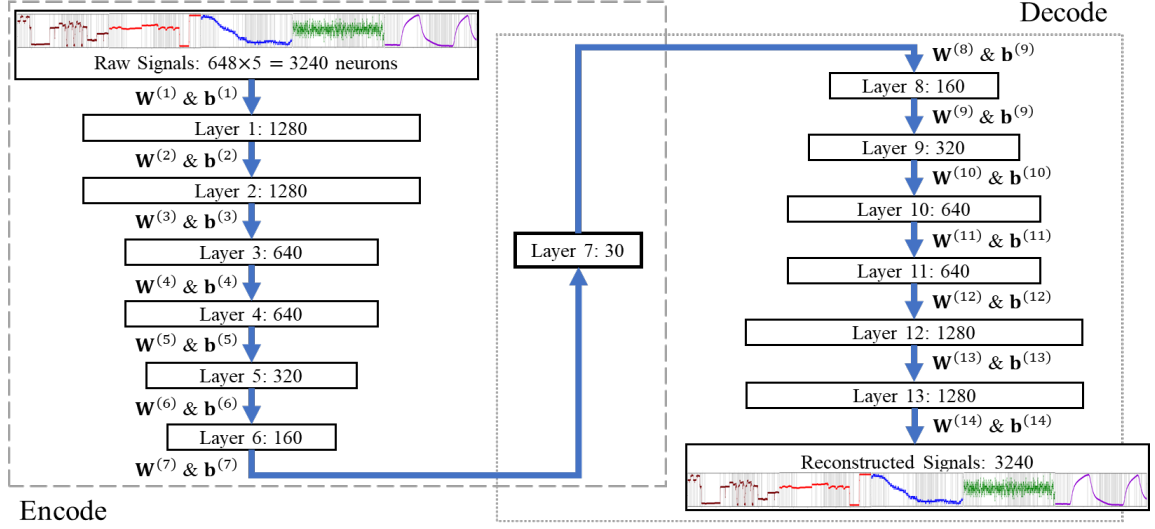 Raw Signals: 648×5 = 3240 neurons
W⁽¹⁾ & b⁽¹⁾
Layer 1: 1280
W⁽²⁾ & b⁽²⁾
Layer 2: 1280
W⁽³⁾ & b⁽³⁾
Layer 3: 640
W⁽⁴⁾ & b⁽⁴⁾
Layer 4: 640
W⁽⁵⁾ & b⁽⁵⁾
Layer 5: 320
W⁽⁶⁾ & b⁽⁶⁾
Layer 6: 160
W⁽⁷⁾ & b⁽⁷⁾
Encode
Layer 7: 30
Decode
W⁽⁸⁾ & b⁽⁹⁾
Layer 8: 160
W⁽⁹⁾ & b⁽⁹⁾
Layer 9: 320
W⁽¹⁰⁾ & b⁽¹⁰⁾
Layer 10: 640
W⁽¹¹⁾ & b⁽¹¹⁾
Layer 11: 640
W⁽¹²⁾ & b⁽¹²⁾
Layer 12: 1280
W⁽¹³⁾ & b⁽¹³⁾
Layer 13: 1280
W⁽¹⁴⁾ & b⁽¹⁴⁾
Reconstructed Signals: 3240